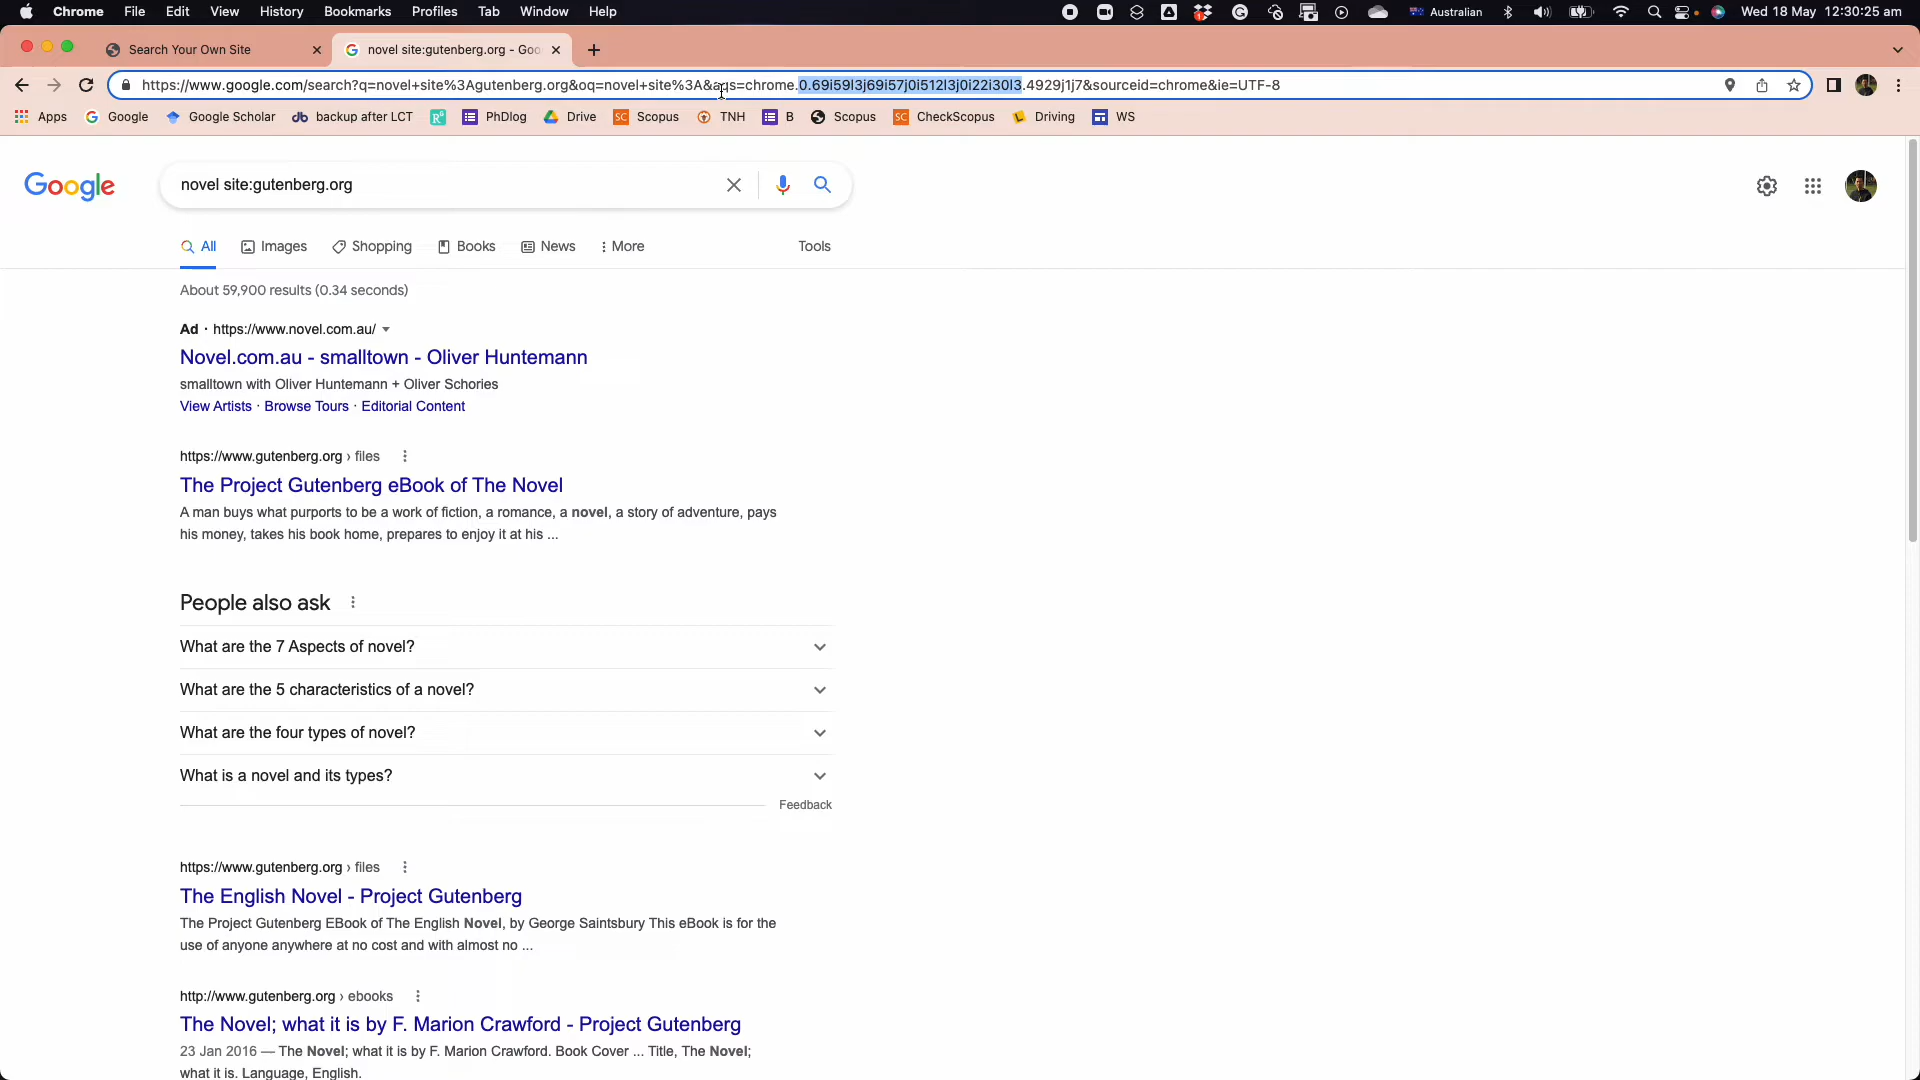 Chrome File Edit View History Bookmarks Profiles Tab Window Help Australian Wed 18 May 12:30:25 am
Search Your Own Site novel site:gutenberg.org - Goo
https://www.google.com/search?q=novel+site%3Agutenberg.org&oq=novel+site%3A&aqs=chrome.0.69i59l3j69i57j0i512l3j0i22i30l3.4929j1j7&sourceid=chrome&ie=UTF-8
Apps Google Google Scholar backup after LCT PhDlog Drive Scopus TNH B Scopus CheckScopus Driving WS
Google novel site:gutenberg.org
All Images Shopping Books News More Tools
About 59,900 results (0.34 seconds)
Ad · https://www.novel.com.au/
Novel.com.au - smalltown - Oliver Huntemann
smalltown with Oliver Huntemann + Oliver Schories
View Artists · Browse Tours · Editorial Content
https://www.gutenberg.org › files
The Project Gutenberg eBook of The Novel
A man buys what purports to be a work of fiction, a romance, a novel, a story of adventure, pays
his money, takes his book home, prepares to enjoy it at his ...
People also ask
What are the 7 Aspects of novel?
What are the 5 characteristics of a novel?
What are the four types of novel?
What is a novel and its types?
Feedback
https://www.gutenberg.org › files
The English Novel - Project Gutenberg
The Project Gutenberg EBook of The English Novel, by George Saintsbury This eBook is for the
use of anyone anywhere at no cost and with almost no ...
http://www.gutenberg.org › ebooks
The Novel; what it is by F. Marion Crawford - Project Gutenberg
23 Jan 2016 — The Novel; what it is by F. Marion Crawford. Book Cover ... Title, The Novel;
what it is. Language, English.